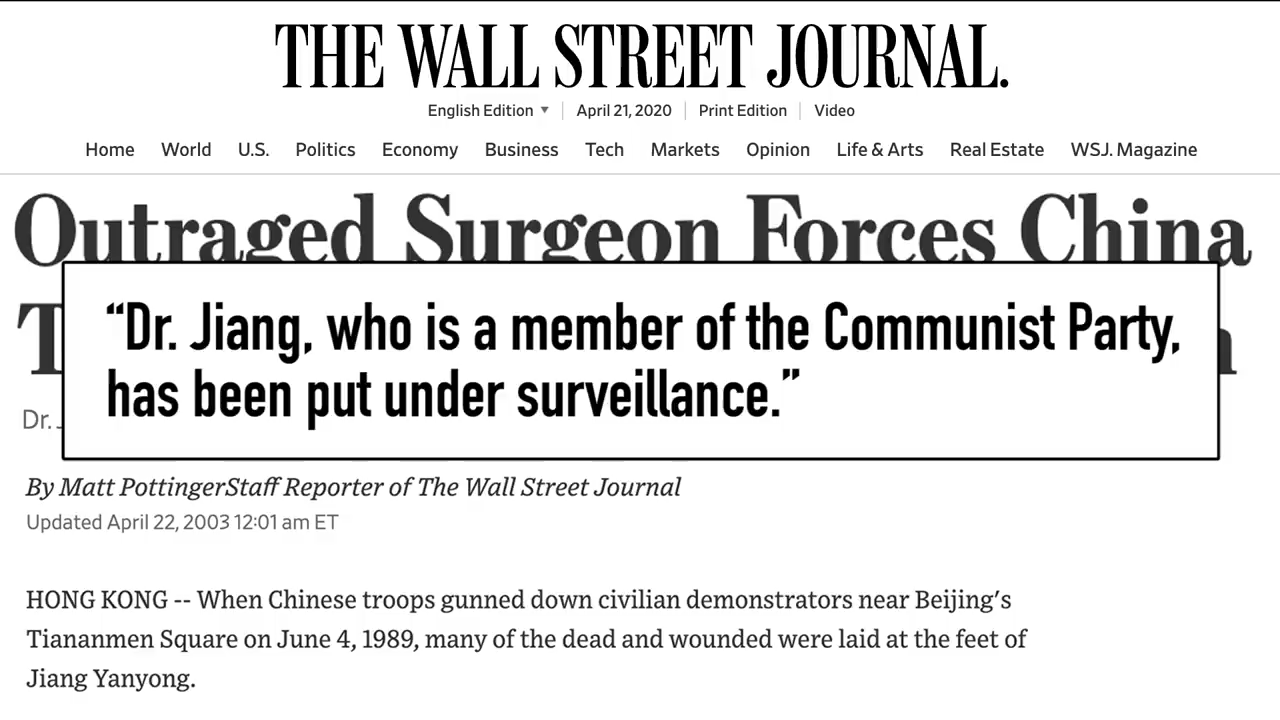 THE WALL STREET JOURNAL.
English Edition ▼ | April 21, 2020 | Print Edition | Video
Home World U.S. Politics Economy Business Tech Markets Opinion Life & Arts Real Estate WSJ. Magazine
Outraged Surgeon Forces China
“Dr. Jiang, who is a member of the Communist Party,
has been put under surveillance.”
Dr.
By Matt PottingerStaff Reporter of The Wall Street Journal
Updated April 22, 2003 12:01 am ET
HONG KONG -- When Chinese troops gunned down civilian demonstrators near Beijing's
Tiananmen Square on June 4, 1989, many of the dead and wounded were laid at the feet of
Jiang Yanyong.